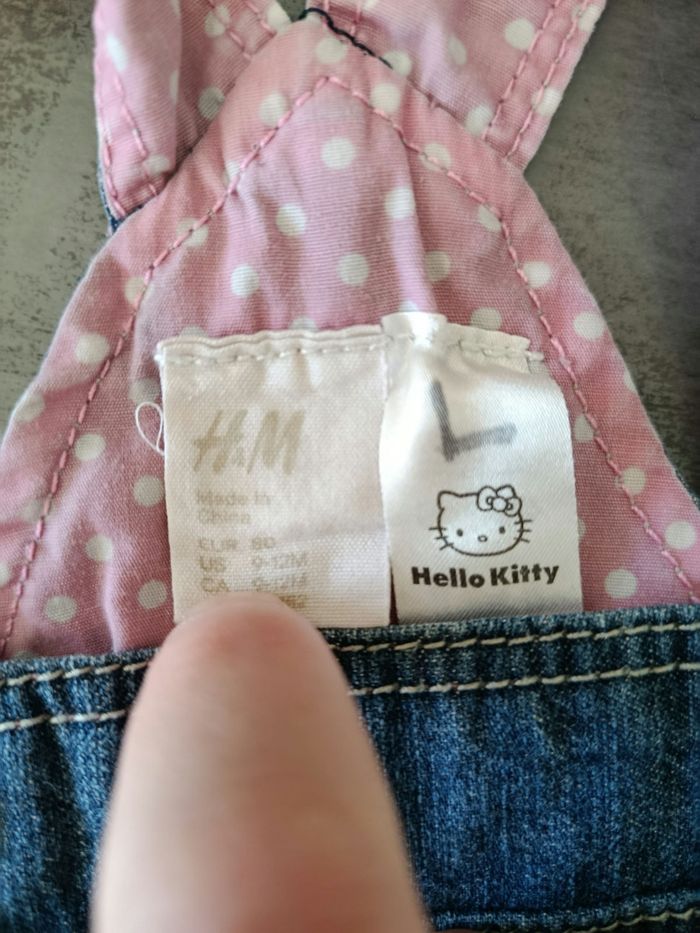 H&M
Made in
China
EUR 80
US 9-12M
CA 9-12M
L
Hello Kitty